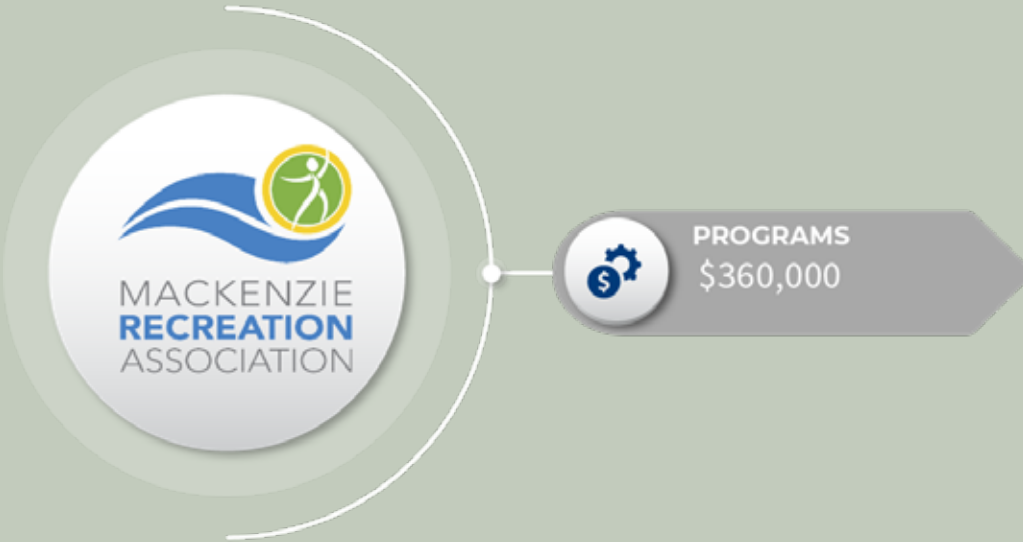 MACKENZIE
RECREATION
ASSOCIATION
PROGRAMS
$360,000
$